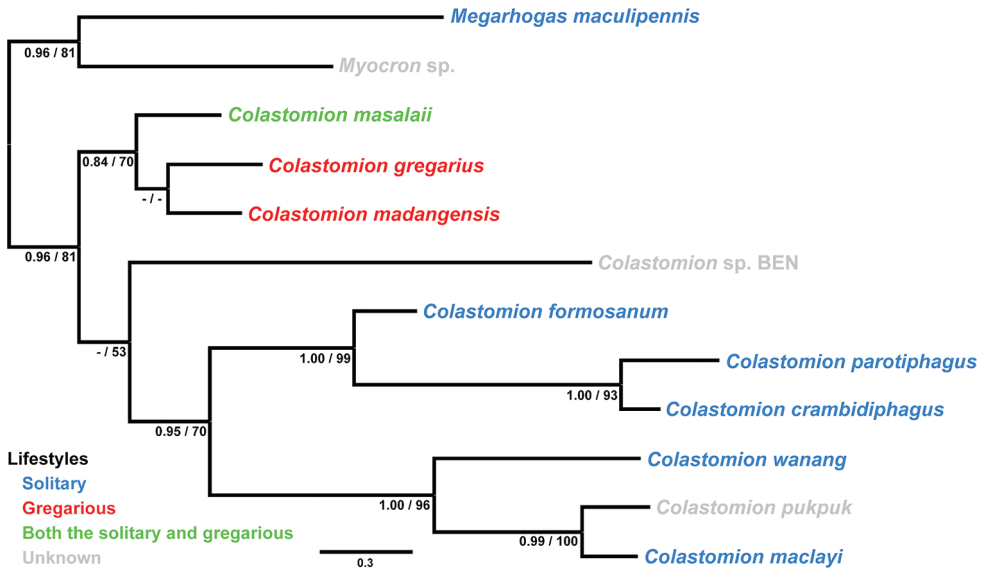 Megarhogas maculipennis
0.96 / 81
Myocron sp.
Colastomion masalaii
0.84 / 70
Colastomion gregarius
- / -
Colastomion madangensis
0.96 / 81
Colastomion sp. BEN
Colastomion formosanum
- / 53
1.00 / 99
Colastomion parotiphagus
1.00 / 93
Colastomion crambidiphagus
0.95 / 70
Colastomion wanang
1.00 / 96
Colastomion pukpuk
0.99 / 100
Colastomion maclayi
Lifestyles
Solitary
Gregarious
Both the solitary and gregarious
Unknown
0.3